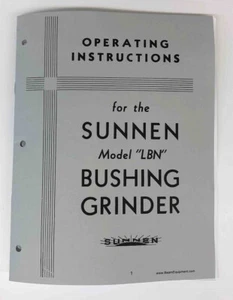 OPERATING
INSTRUCTIONS
for the
SUNNEN
Model "LBN"
BUSHING
GRINDER
SUNNEN